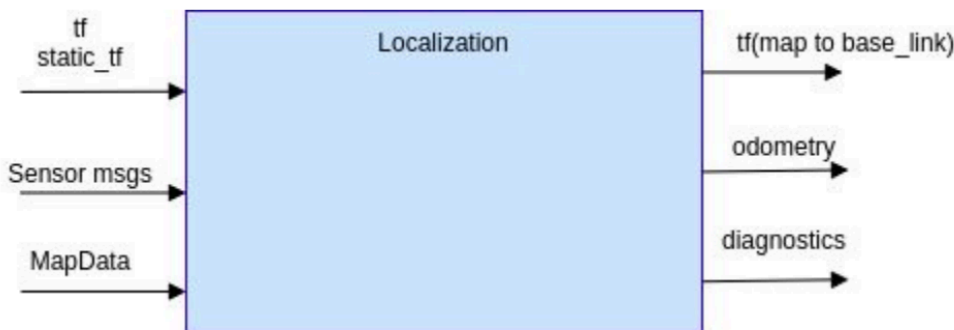 tf
static_tf
Localization
tf(map to base_link)
Sensor msgs
odometry
MapData
diagnostics